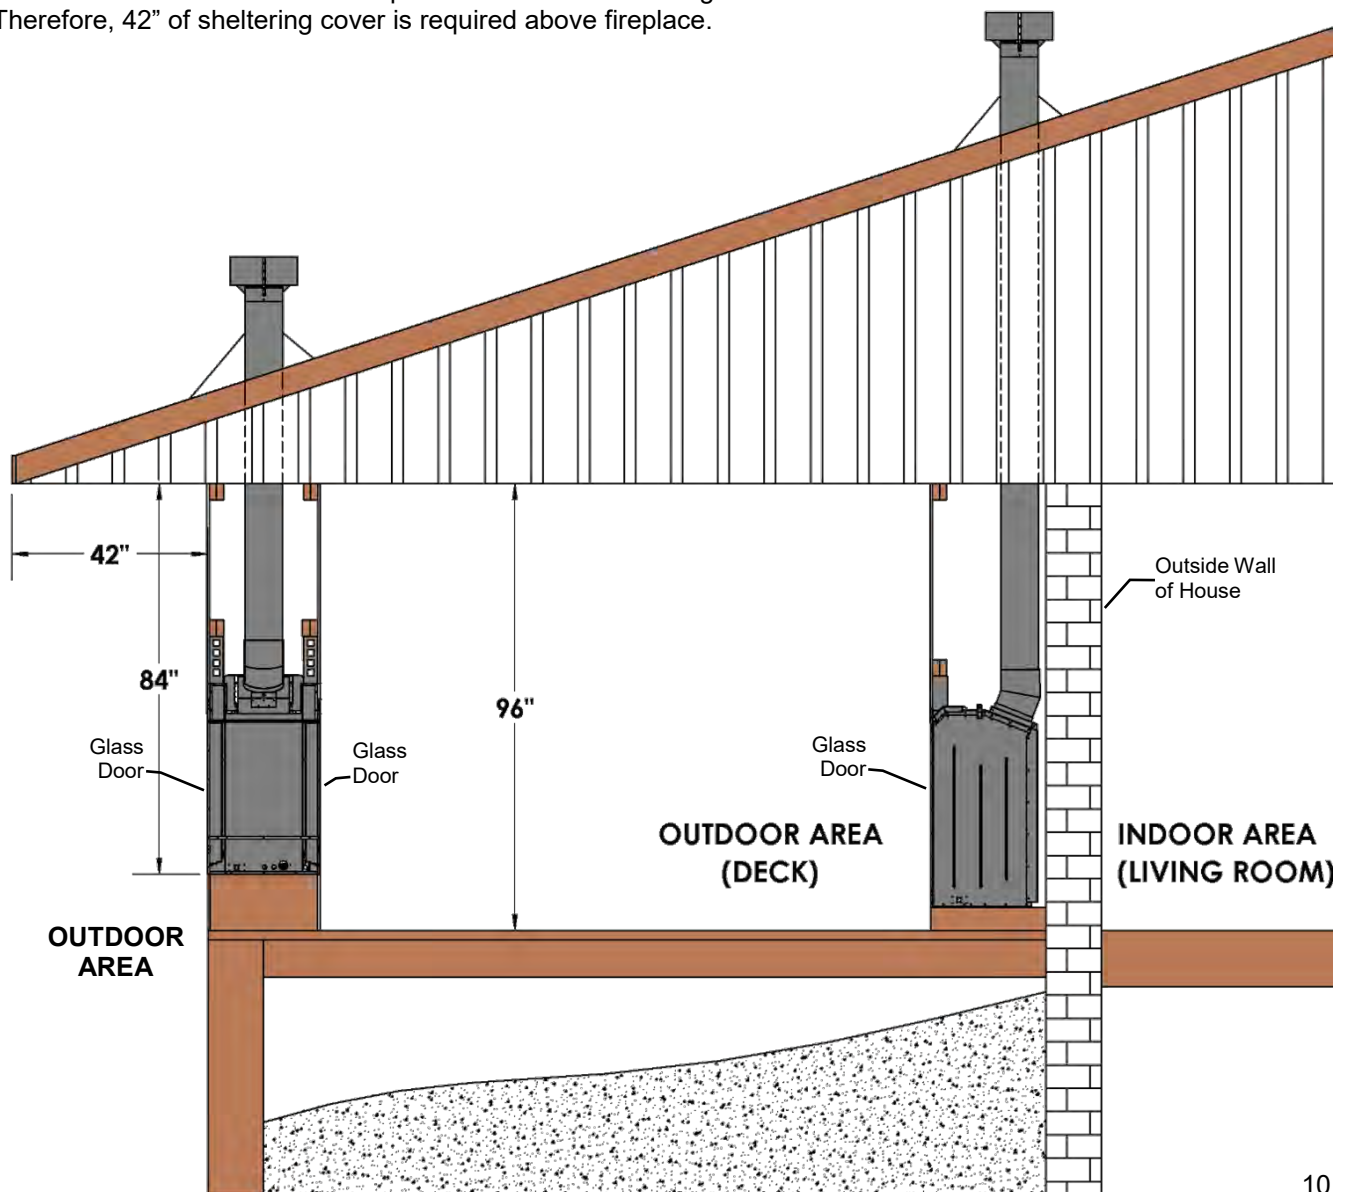 Therefore, 42” of sheltering cover is required above fireplace.
42"
Outside Wall
of House
84"
96"
Glass
Door
Glass
Door
Glass
Door
OUTDOOR AREA
(DECK)
INDOOR AREA
(LIVING ROOM)
OUTDOOR
AREA
10